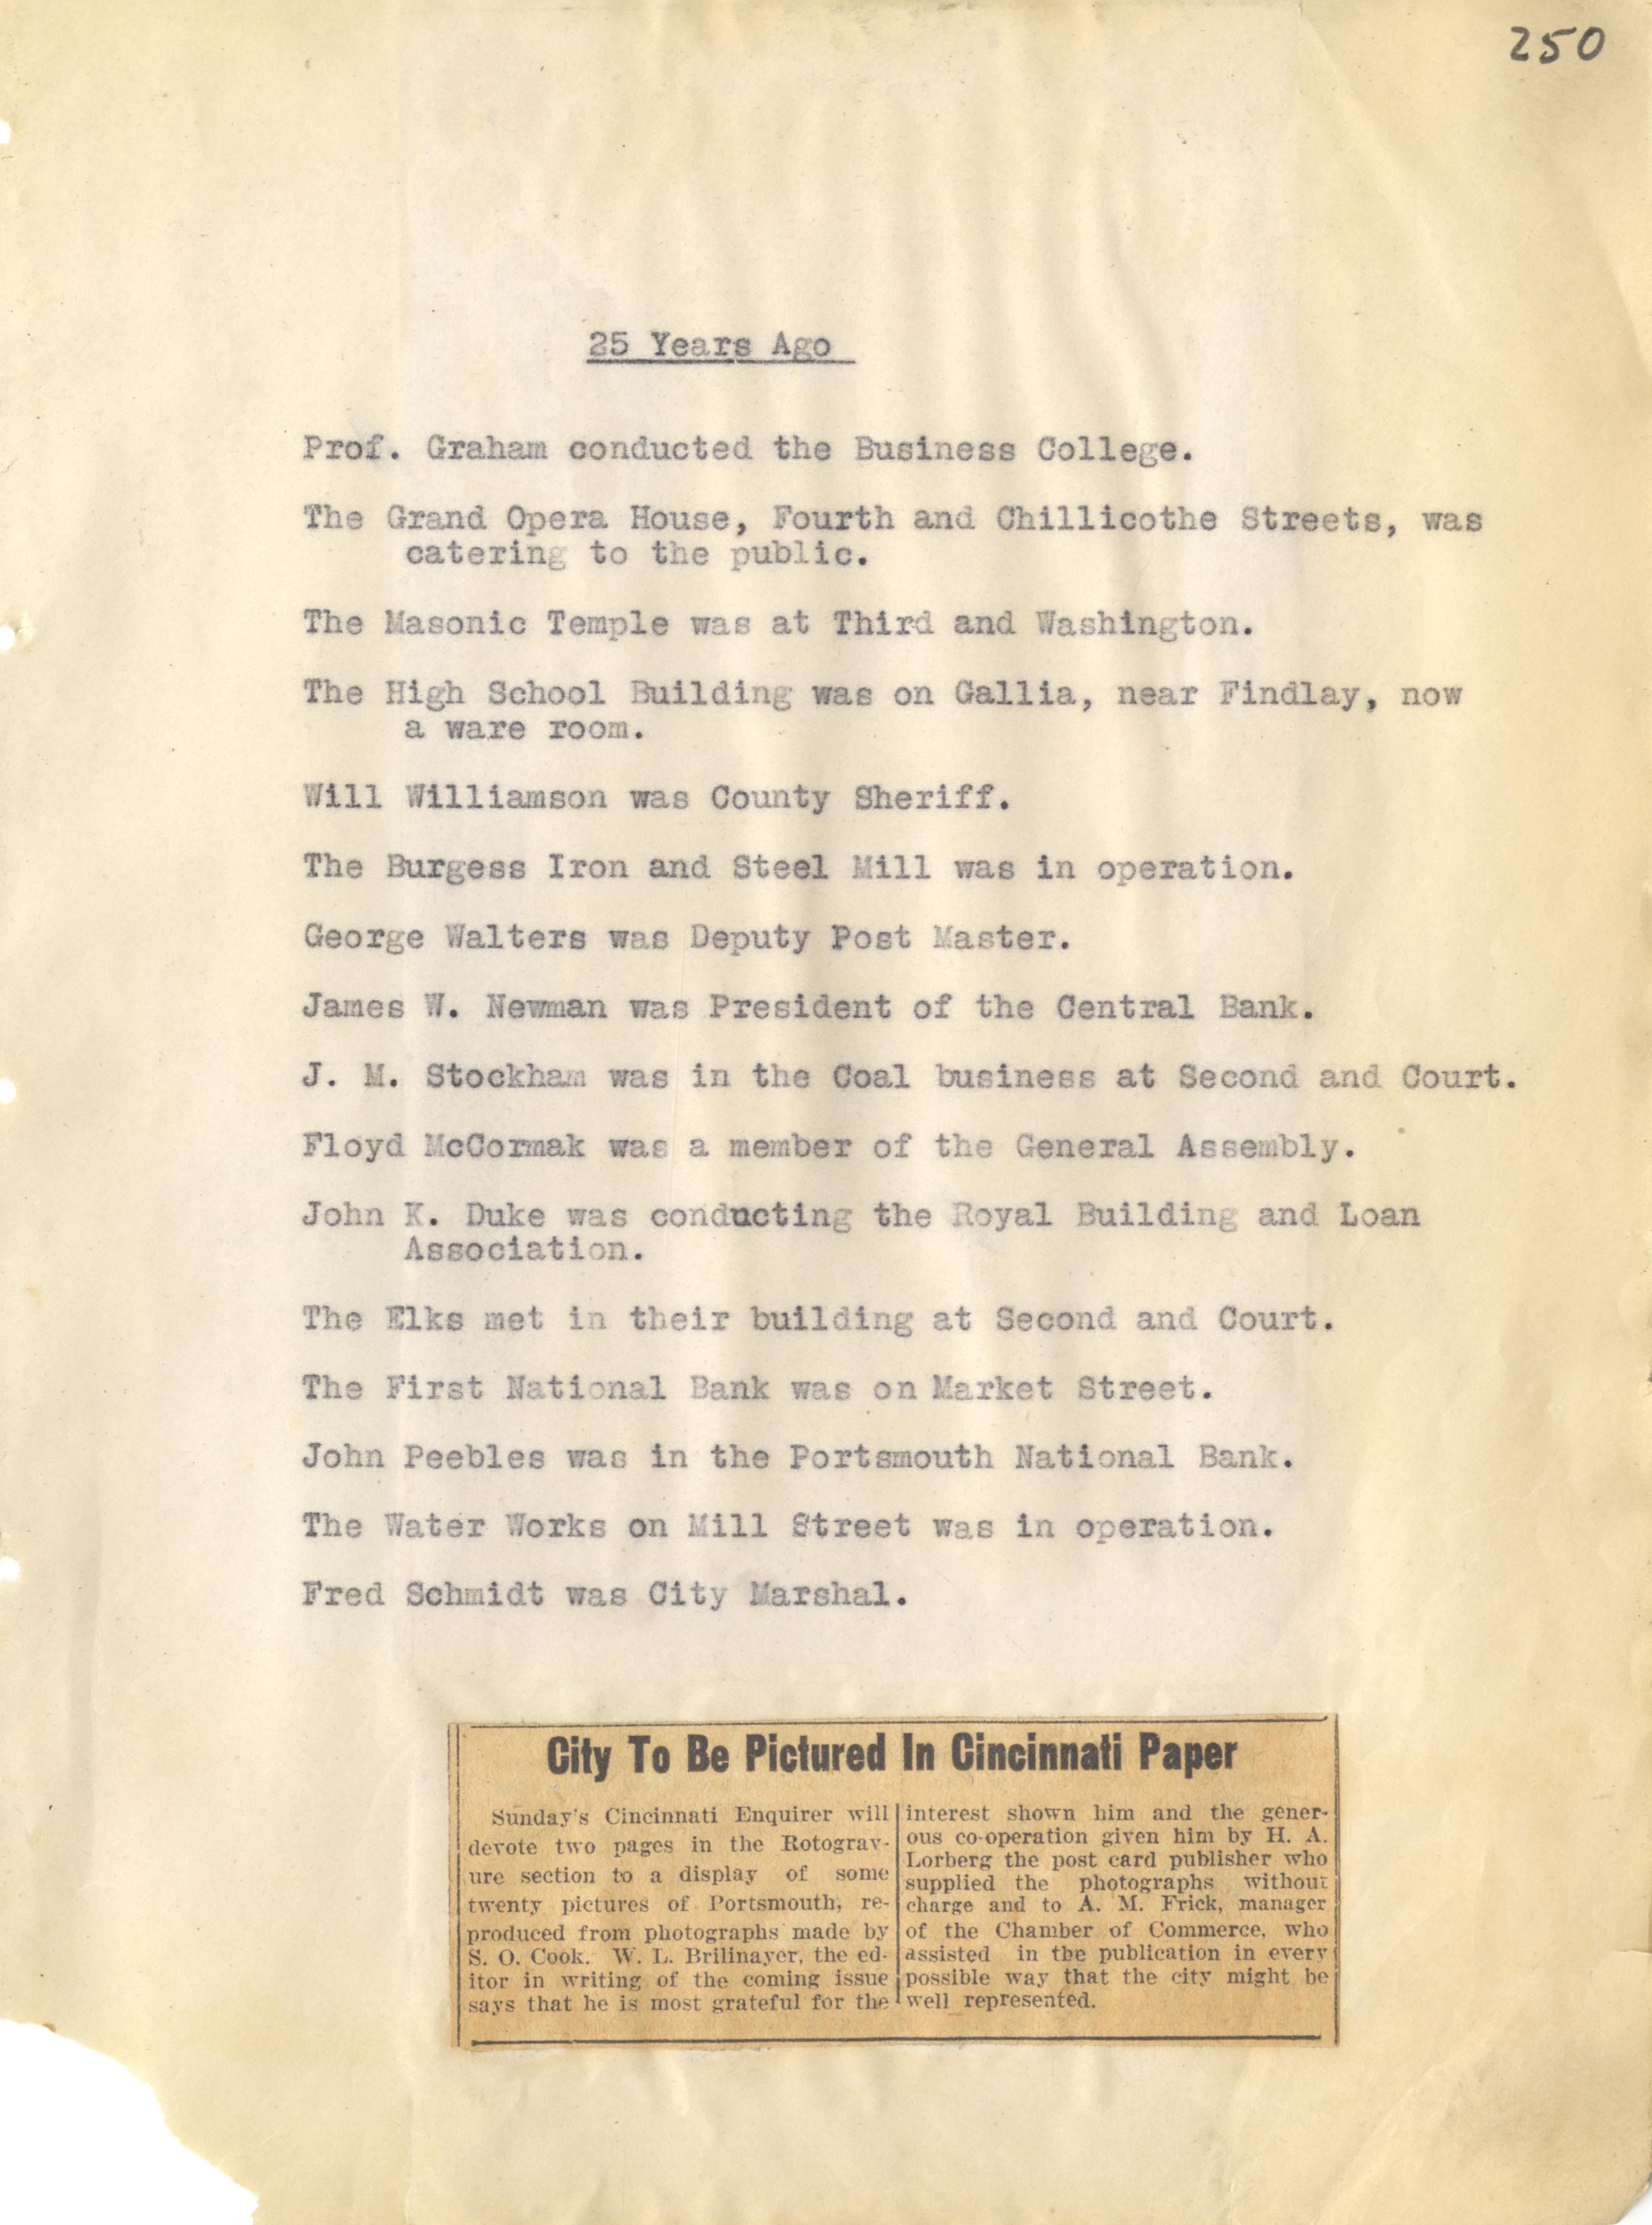 250
25 Years Ago
Prof. Graham conducted the Business College.
The Grand Opera House, Fourth and Chillicothe Streets, was
catering to the public.
The Masonic Temple was at Third and Washington.
The High School Building was on Gallia, near Findlay, now
a ware room.
Will Williamson was County Sheriff.
The Burgess Iron and Steel Mill was in operation.
George Walters was Deputy Post Master.
James W. Newman was President of the Central Bank.
J. M. Stockham was in the Coal business at Second and Court.
Floyd McCormak was a member of the General Assembly.
John K. Duke was conducting the Royal Building and Loan
Association.
The Elks met in their building at Second and Court.
The First National Bank was on Market Street.
John Peebles was in the Portsmouth National Bank.
The Water Works on Mill Street was in operation.
Fred Schmidt was City Marshal.
City To Be Pictured In Cincinnati Paper
Sunday's Cincinnati Enquirer will
devote two pages in the Rotograv-
ure section to a display of some
twenty pictures of Portsmouth, re-
produced from photographs made by
S. O. Cook. W. L. Brilinayer, the ed-
itor in writing of the coming issue
says that he is most grateful for the
interest shown him and the gener-
ous co-operation given him by H. A.
Lorberg the post card publisher who
supplied the photographs without
charge and to A. M. Frick, manager
of the Chamber of Commerce, who
assisted in the publication in every
possible way that the city might be
well represented.